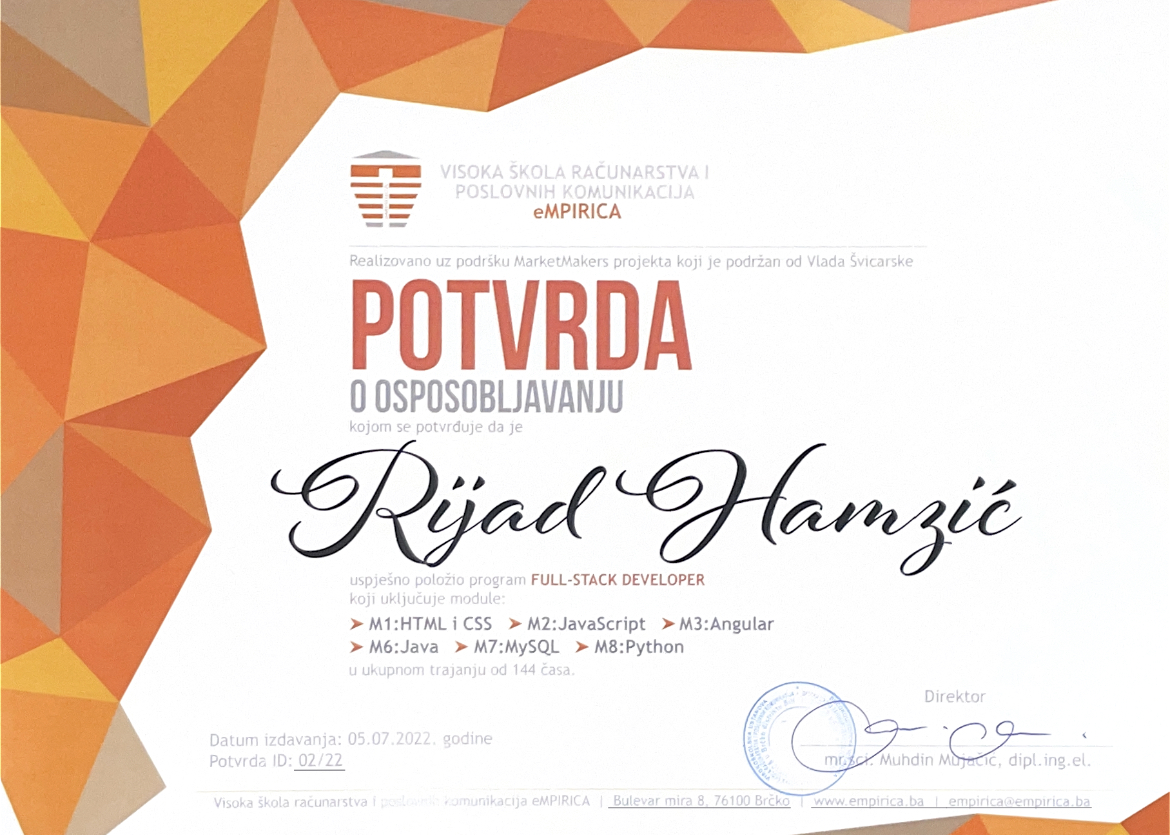 VISOKA ŠKOLA RAČUNARSTVA I
POSLOVNIH KOMUNIKACIJA
eMPIRICA
Realizovano uz podršku MarketMakers projekta koji je podržan od Vlada Švicarske
POTVRDA
O OSPOSOBLJAVANJU
kojom se potvrđuje da je
Rijad Hamzić
uspješno položio program FULL-STACK DEVELOPER
koji uključuje module:
➤ M1:HTML i CSS ➤ M2:JavaScript ➤ M3:Angular
➤ M6:Java ➤ M7:MySQL ➤ M8:Python
u ukupnom trajanju od 144 časa.
Direktor
Datum izdavanja: 05.07.2022. godine
Potvrda ID: 02/22
mr.sci. Muhdin Mujačić, dipl.ing.el.
Visoka škola računarstva i poslovnih komunikacija eMPIRICA | Bulevar mira 8, 76100 Brčko | www.empirica.ba | empirica@empirica.ba